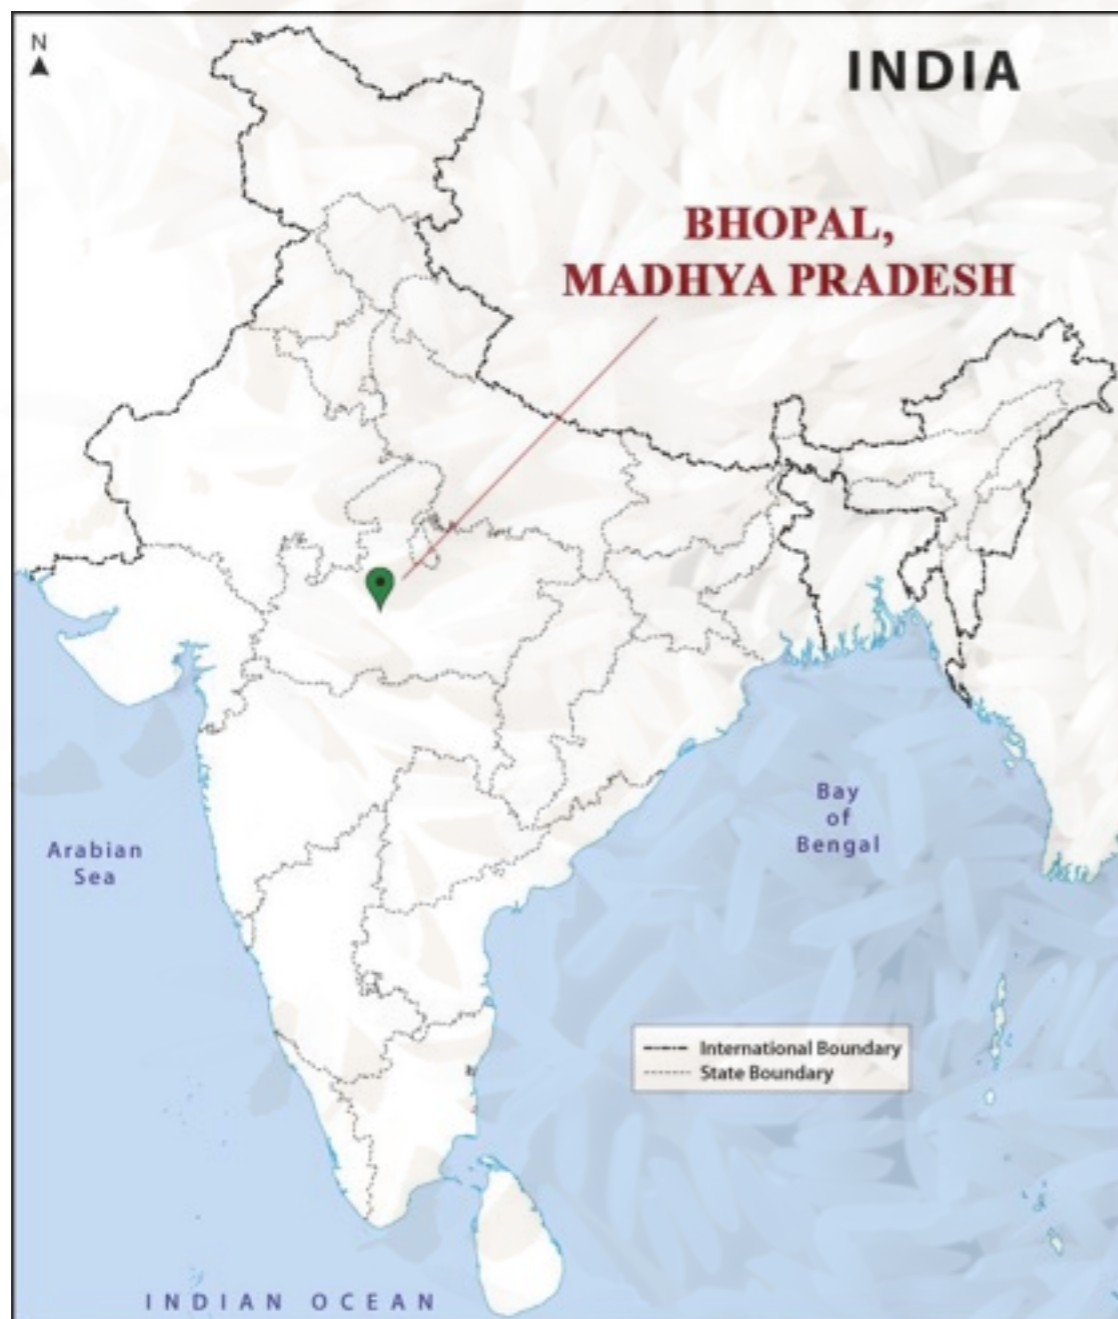 N
INDIA
BHOPAL,
MADHYA PRADESH
Arabian
Sea
Bay
of
Bengal
International Boundary
State Boundary
INDIAN OCEAN